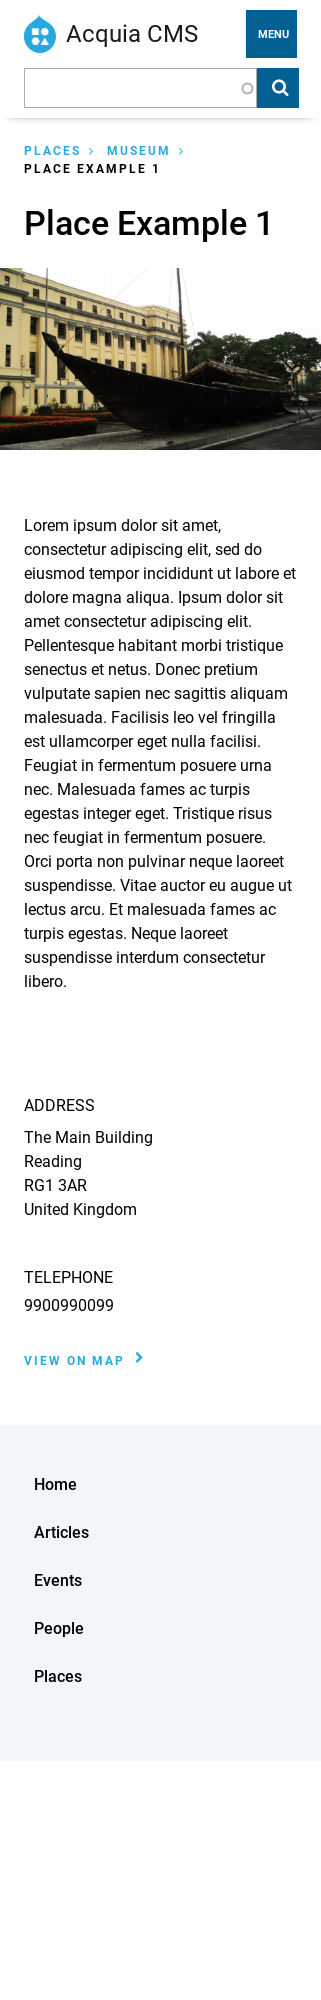 Acquia CMS
MENU
PLACES
MUSEUM
PLACE EXAMPLE 1
Place Example 1
Lorem ipsum dolor sit amet,
consectetur adipiscing elit, sed do
eiusmod tempor incididunt ut labore et
dolore magna aliqua. Ipsum dolor sit
amet consectetur adipiscing elit.
Pellentesque habitant morbi tristique
senectus et netus. Donec pretium
vulputate sapien nec sagittis aliquam
malesuada. Facilisis leo vel fringilla
est ullamcorper eget nulla facilisi.
Feugiat in fermentum posuere urna
nec. Malesuada fames ac turpis
egestas integer eget. Tristique risus
nec feugiat in fermentum posuere.
Orci porta non pulvinar neque laoreet
suspendisse. Vitae auctor eu augue ut
lectus arcu. Et malesuada fames ac
turpis egestas. Neque laoreet
suspendisse interdum consectetur
libero.
ADDRESS
The Main Building
Reading
RG1 3AR
United Kingdom
TELEPHONE
9900990099
VIEW ON MAP
Home
Articles
Events
People
Places